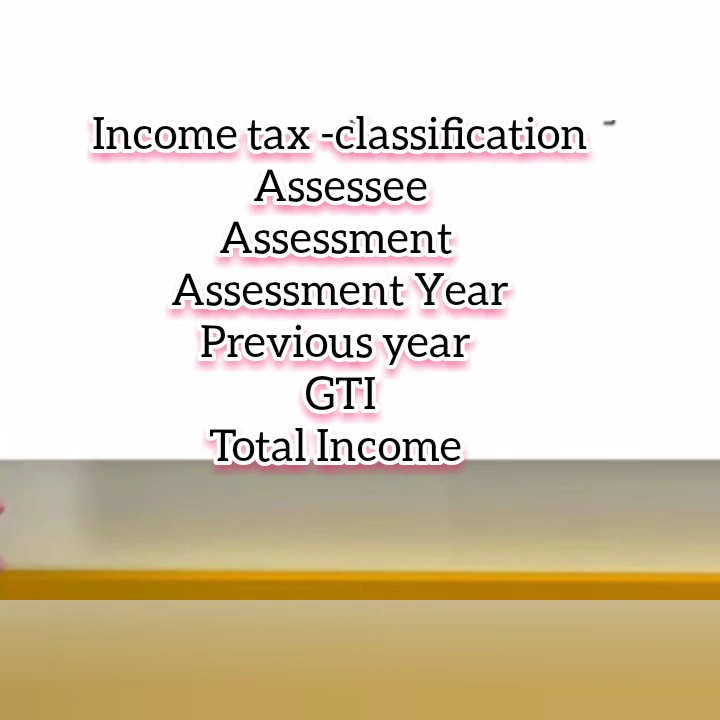 Income tax -classification
Assessee
Assessment
Assessment Year
Previous year
GTI
Total Income